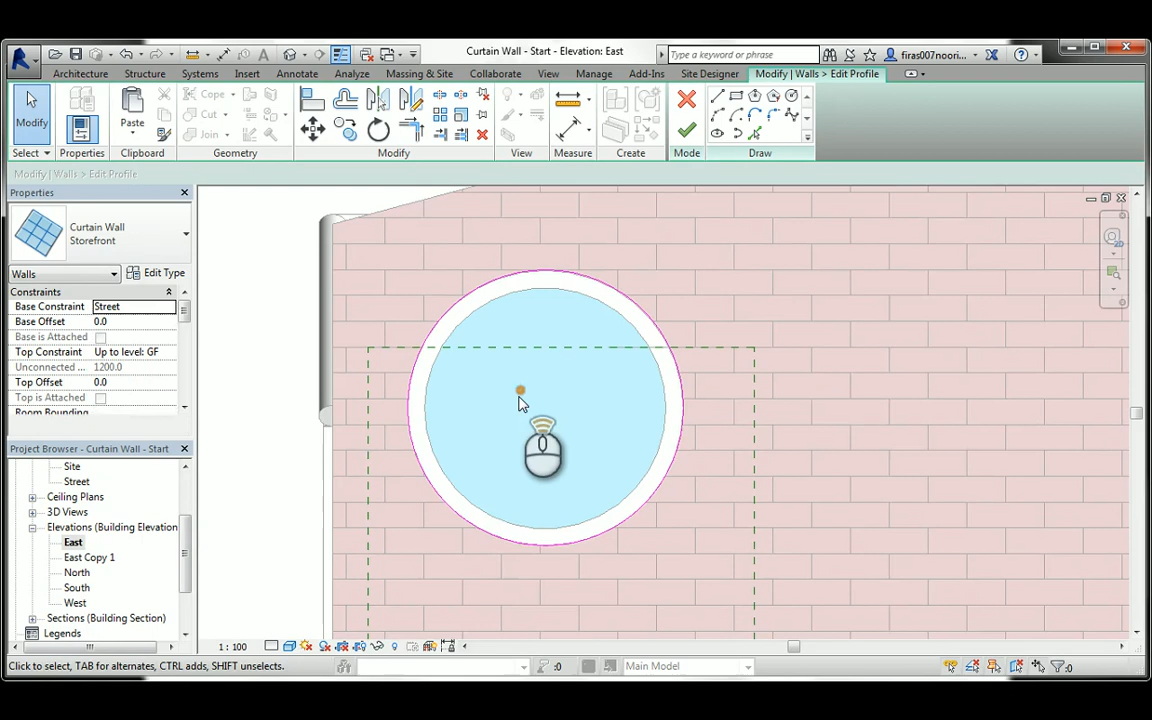 Curtain Wall - Start - Elevation: East
Type a keyword or phrase
firas007noori...
Architecture Structure Systems Insert Annotate Analyze Massing & Site Collaborate View Manage Add-Ins Site Designer Modify | Walls > Edit Profile
Modify
Paste
Cope
Cut
Join
Select Properties Clipboard Geometry Modify View Measure Create Mode Draw
Modify | Walls > Edit Profile
Properties
Curtain Wall
Storefront
Walls
Edit Type
Constraints
Base Constraint Street
Base Offset 0.0
Base is Attached
Top Constraint Up to level: GF
Unconnected ... 1200.0
Top Offset 0.0
Top is Attached
Room Bounding
Project Browser - Curtain Wall - Start
Site
Street
Ceiling Plans
3D Views
Elevations (Building Elevation
East
East Copy 1
North
South
West
Sections (Building Section)
Legends
1 : 100
Click to select, TAB for alternates, CTRL adds, SHIFT unselects.
:0
Main Model
:0